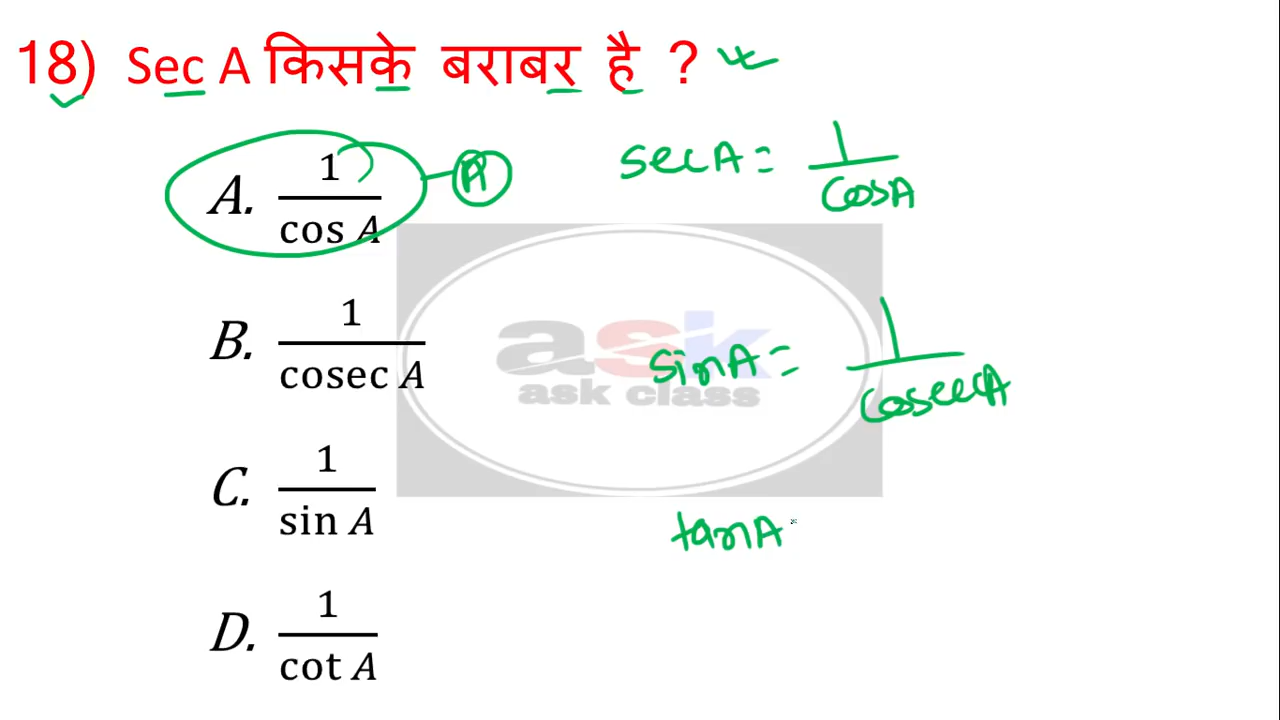 18) Sec A किसके बराबर है ?
A. 1/cos A
A
secA = 1/cosA
B. 1/cosec A
ask
ask class
sinA = 1/cosecA
C. 1/sin A
tanA
D. 1/cot A